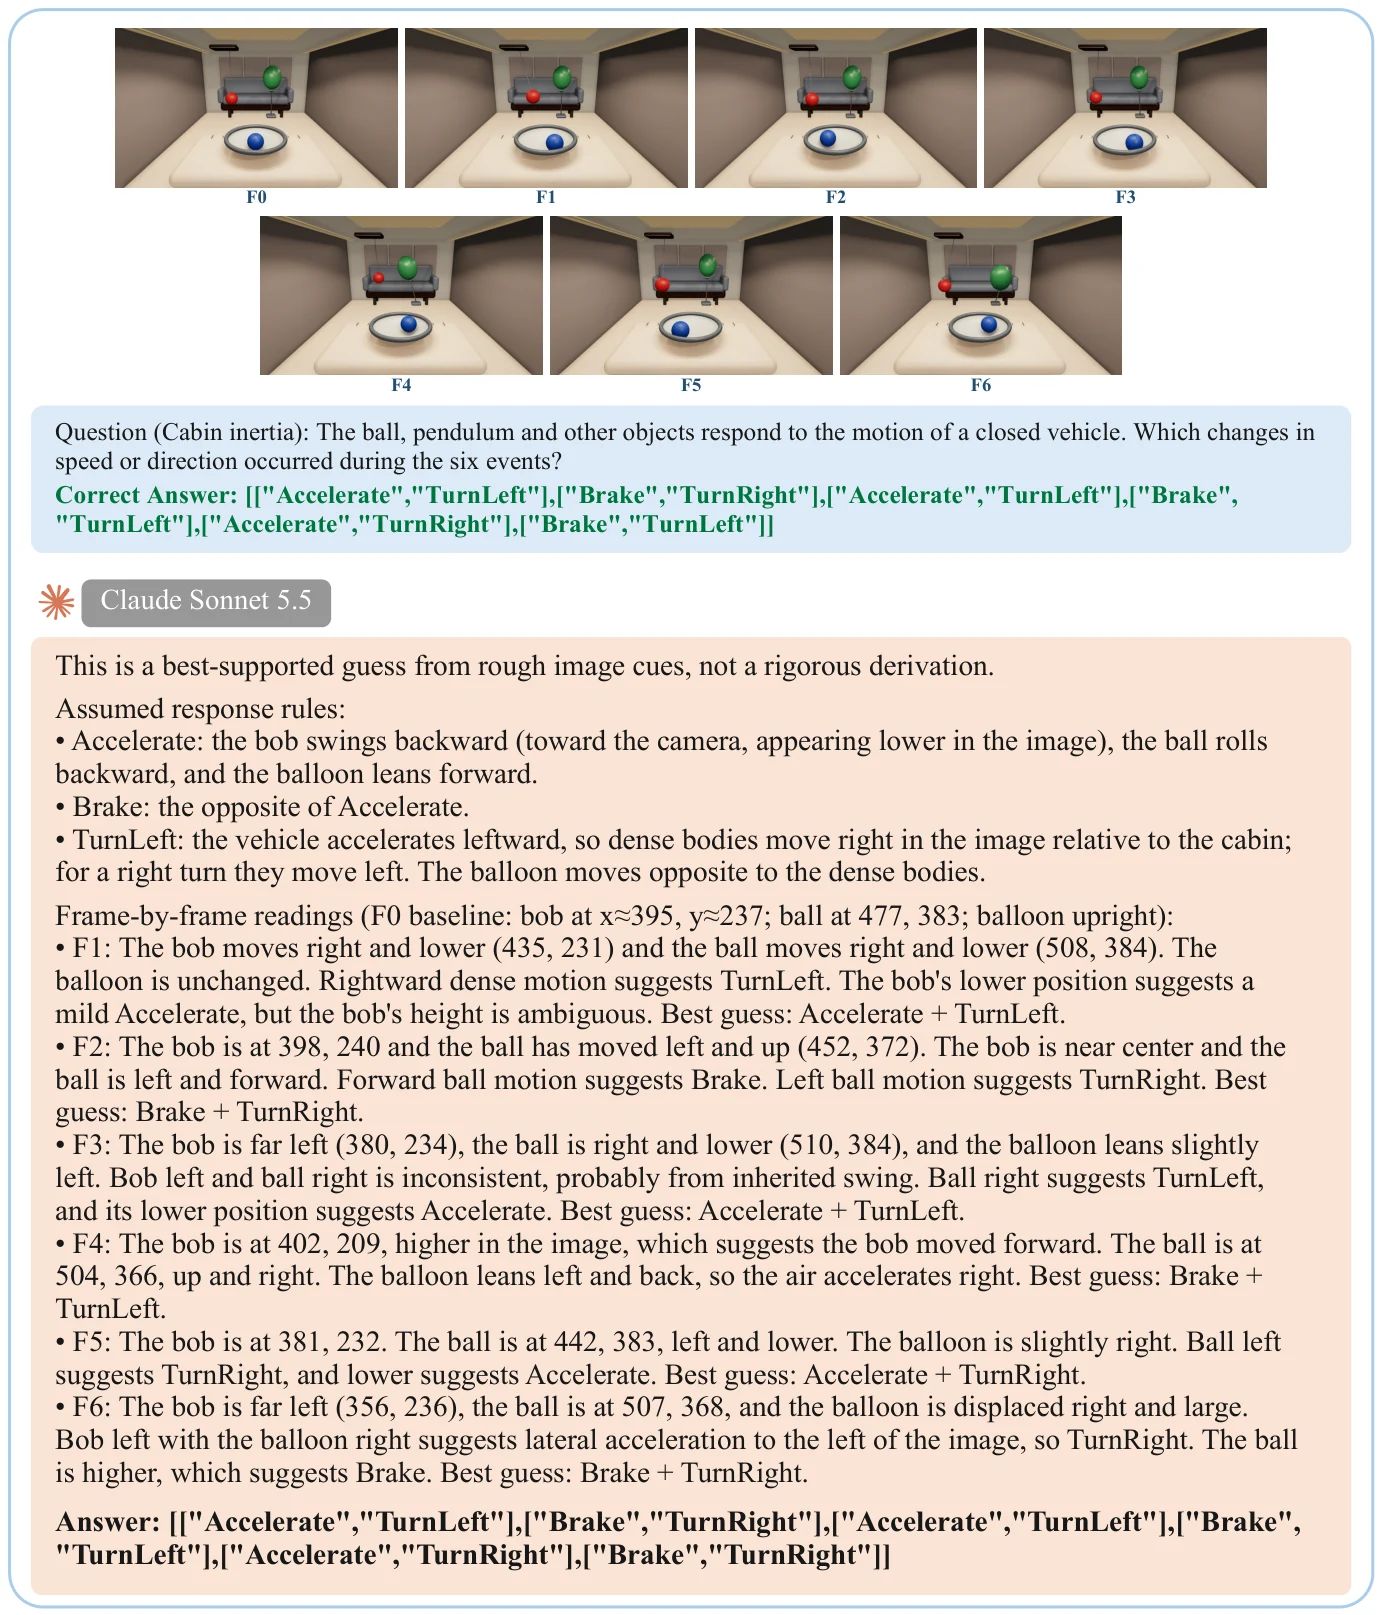 F0
F1
F2
F3
F4
F5
F6
Question (Cabin inertia): The ball, pendulum and other objects respond to the motion of a closed vehicle. Which changes in
speed or direction occurred during the six events?
Correct Answer: [["Accelerate","TurnLeft"],["Brake","TurnRight"],["Accelerate","TurnLeft"],["Brake",
"TurnLeft"],["Accelerate","TurnRight"],["Brake","TurnLeft"]]
Claude Sonnet 5.5
This is a best-supported guess from rough image cues, not a rigorous derivation.
Assumed response rules:
• Accelerate: the bob swings backward (toward the camera, appearing lower in the image), the ball rolls
backward, and the balloon leans forward.
• Brake: the opposite of Accelerate.
• TurnLeft: the vehicle accelerates leftward, so dense bodies move right in the image relative to the cabin;
for a right turn they move left. The balloon moves opposite to the dense bodies.
Frame-by-frame readings (F0 baseline: bob at x≈395, y≈237; ball at 477, 383; balloon upright):
• F1: The bob moves right and lower (435, 231) and the ball moves right and lower (508, 384). The
balloon is unchanged. Rightward dense motion suggests TurnLeft. The bob's lower position suggests a
mild Accelerate, but the bob's height is ambiguous. Best guess: Accelerate + TurnLeft.
• F2: The bob is at 398, 240 and the ball has moved left and up (452, 372). The bob is near center and the
ball is left and forward. Forward ball motion suggests Brake. Left ball motion suggests TurnRight. Best
guess: Brake + TurnRight.
• F3: The bob is far left (380, 234), the ball is right and lower (510, 384), and the balloon leans slightly
left. Bob left and ball right is inconsistent, probably from inherited swing. Ball right suggests TurnLeft,
and its lower position suggests Accelerate. Best guess: Accelerate + TurnLeft.
• F4: The bob is at 402, 209, higher in the image, which suggests the bob moved forward. The ball is at
504, 366, up and right. The balloon leans left and back, so the air accelerates right. Best guess: Brake +
TurnLeft.
• F5: The bob is at 381, 232. The ball is at 442, 383, left and lower. The balloon is slightly right. Ball left
suggests TurnRight, and lower suggests Accelerate. Best guess: Accelerate + TurnRight.
• F6: The bob is far left (356, 236), the ball is at 507, 368, and the balloon is displaced right and large.
Bob left with the balloon right suggests lateral acceleration to the left of the image, so TurnRight. The ball
is higher, which suggests Brake. Best guess: Brake + TurnRight.
Answer: [["Accelerate","TurnLeft"],["Brake","TurnRight"],["Accelerate","TurnLeft"],["Brake",
"TurnLeft"],["Accelerate","TurnRight"],["Brake","TurnRight"]]